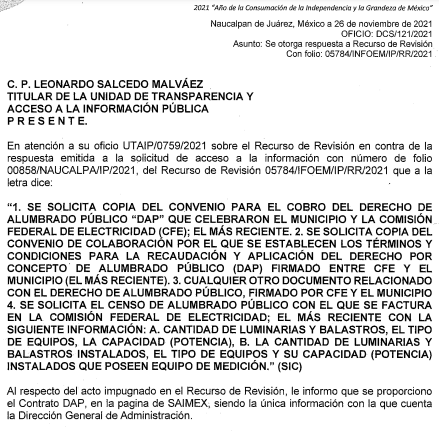 2021 "Año de la Consumación de la Independencia y la Grandeza de México"
Naucalpan de Juárez, México a 26 de noviembre de 2021
OFICIO: DCS/121/2021
Asunto: Se otorga respuesta a Recurso de Revisión
Con folio: 05784/INFOEM/IP/RR/2021
C. P. LEONARDO SALCEDO MALVÁEZ
TITULAR DE LA UNIDAD DE TRANSPARENCIA Y
ACCESO A LA INFORMACIÓN PÚBLICA
P R E S E N T E.
En atención a su oficio UTAIP/0759/2021 sobre el Recurso de Revisión en contra de la
respuesta emitida a la solicitud de acceso a la información con número de folio
00858/NAUCALPA/IP/2021, del Recurso de Revisión 05784/IFOEM/IP/RR/2021 que a
la letra dice:
"1. SE SOLICITA COPIA DEL CONVENIO PARA EL COBRO DEL DERECHO DE
ALUMBRADO PÚBLICO "DAP" QUE CELEBRARON EL MUNICIPIO Y LA COMISIÓN
FEDERAL DE ELECTRICIDAD (CFE); EL MÁS RECIENTE. 2. SE SOLICITA COPIA DEL
CONVENIO DE COLABORACIÓN POR EL QUE SE ESTABLECEN LOS TÉRMINOS Y
CONDICIONES PARA LA RECAUDACIÓN Y APLICACIÓN DEL DERECHO POR
CONCEPTO DE ALUMBRADO PÚBLICO (DAP) FIRMADO ENTRE CFE Y EL
MUNICIPIO (EL MÁS RECIENTE). 3. CUALQUIER OTRO DOCUMENTO RELACIONADO
CON EL DERECHO DE ALUMBRADO PÚBLICO, FIRMADO POR CFE Y EL MUNICIPIO
4. SE SOLICITA EL CENSO DE ALUMBRADO PÚBLICO CON EL QUE SE FACTURA
EN LA COMISIÓN FEDERAL DE ELECTRICIDAD; EL MÁS RECIENTE CON LA
SIGUIENTE INFORMACIÓN: A. CANTIDAD DE LUMINARIAS Y BALASTROS, EL TIPO
DE EQUIPOS, LA CAPACIDAD (POTENCIA), B. LA CANTIDAD DE LUMINARIAS Y
BALASTROS INSTALADOS, EL TIPO DE EQUIPOS Y SU CAPACIDAD (POTENCIA)
INSTALADOS QUE POSEEN EQUIPO DE MEDICIÓN." (SIC)
Al respecto del acto impugnado en el Recurso de Revisión, le informo que se proporciono
el Contrato DAP, en la pagina de SAIMEX, siendo la única información con la que cuenta
la Dirección General de Administración.